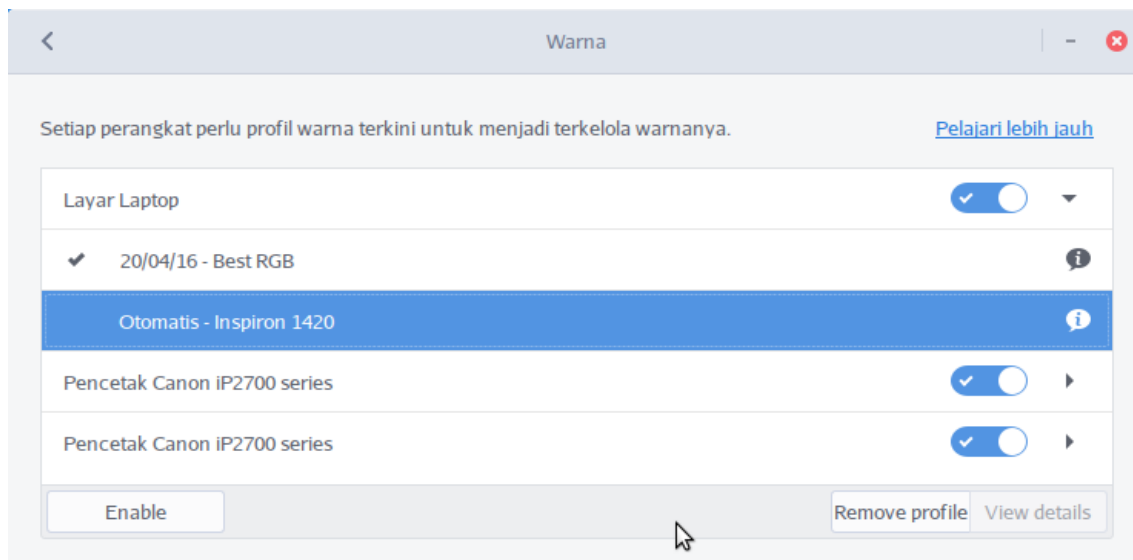 Warna
Setiap perangkat perlu profil warna terkini untuk menjadi terkelola warnanya. Pelajari lebih jauh
Layar Laptop
20/04/16 - Best RGB
Otomatis - Inspiron 1420
Pencetak Canon iP2700 series
Pencetak Canon iP2700 series
Enable Remove profile View details